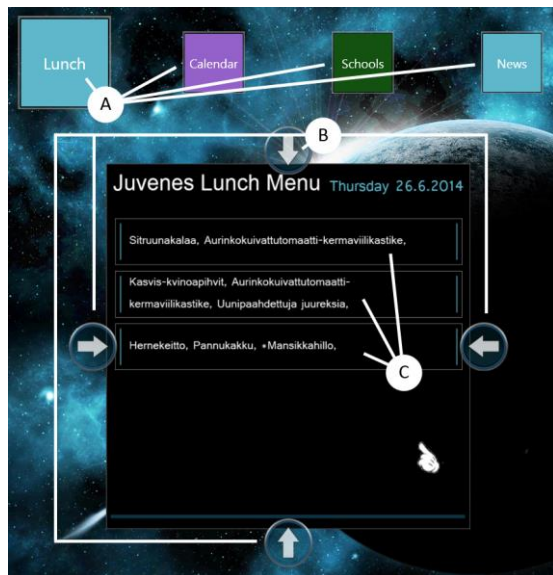 Lunch
Calendar
Schools
News
A
B
Juvenes Lunch Menu Thursday 26.6.2014
Sitruunakalaa, Aurinkokuivattutomaatti-kermaviilikastike,
Kasvis-kvinoapihvit, Aurinkokuivattutomaatti-
kermaviilikastike, Uunipaahdettuja juureksia,
Hernekeitto, Pannukakku, *Mansikkahillo,
C